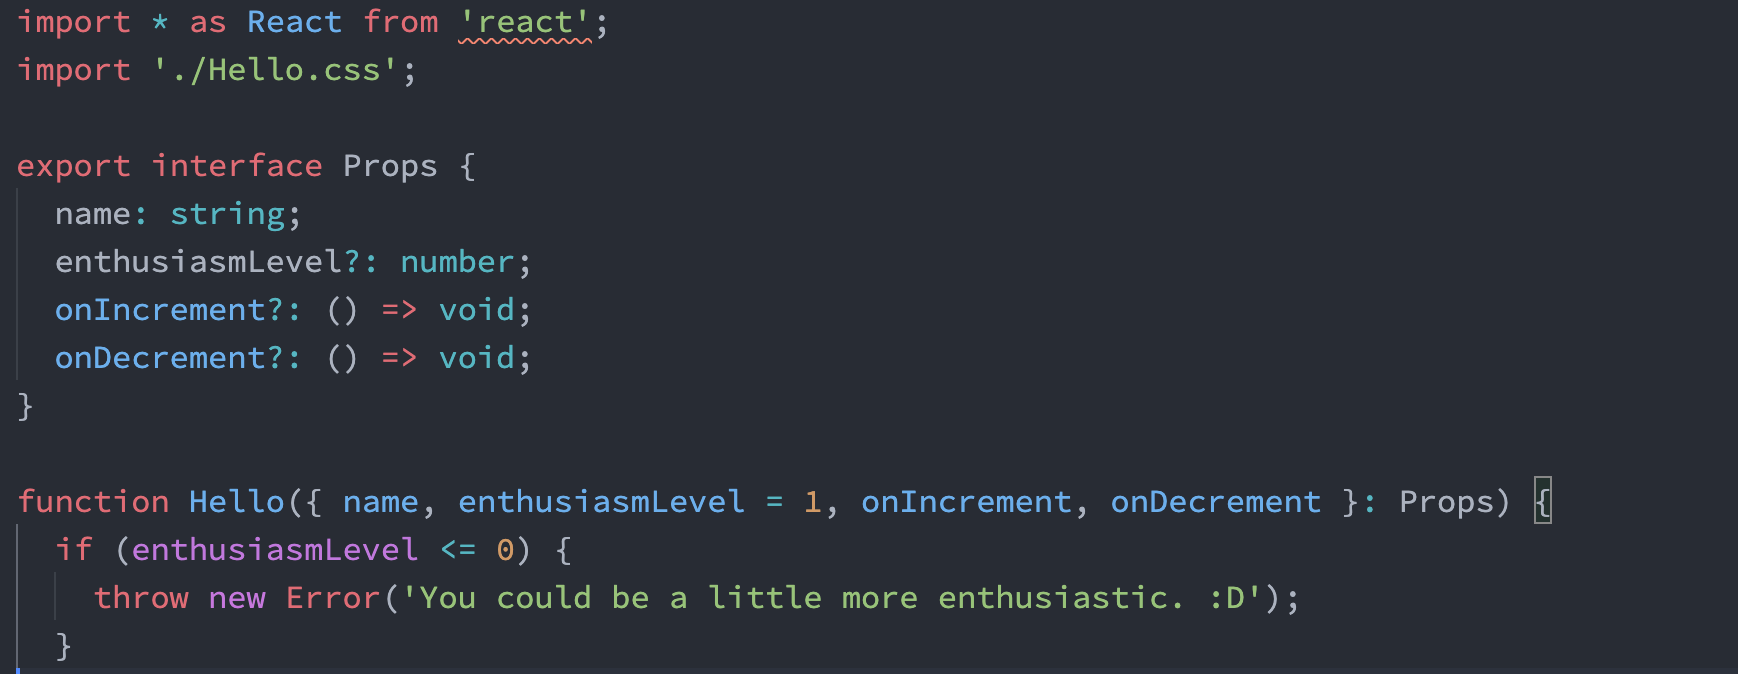 import * as React from 'react';
import './Hello.css';
export interface Props {
name: string;
enthusiasmLevel?: number;
onIncrement?: () => void;
onDecrement?: () => void;
}
function Hello({ name, enthusiasmLevel = 1, onIncrement, onDecrement }: Props) {
if (enthusiasmLevel <= 0) {
throw new Error('You could be a little more enthusiastic. :D');
}